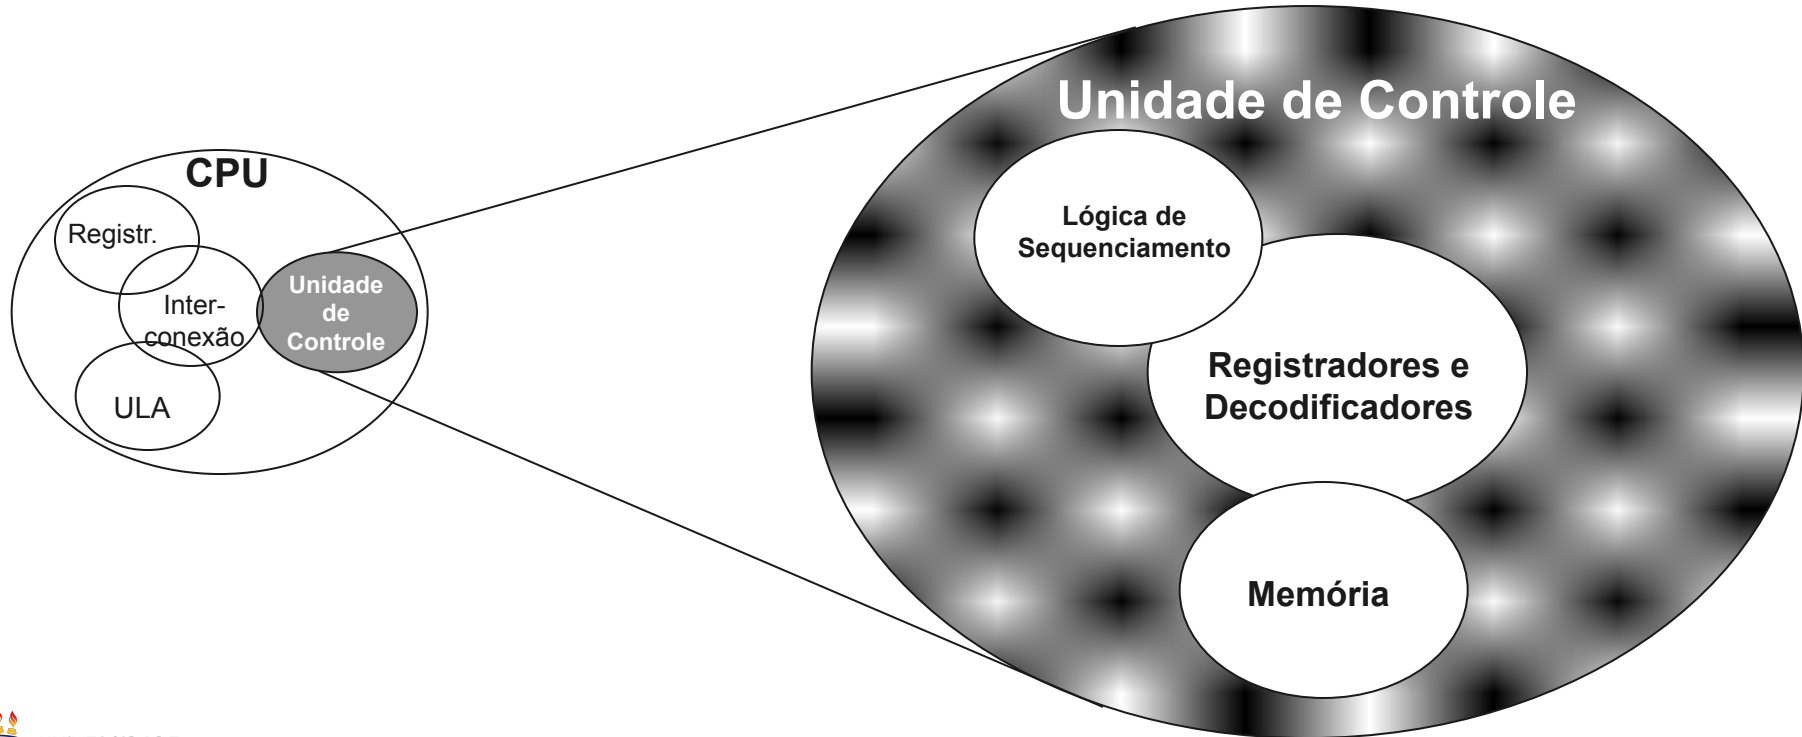 CPU
Registr.
Inter-
conexão
ULA
Unidade
de
Controle
Unidade de Controle
Lógica de
Sequenciamento
Registradores e
Decodificadores
Memória